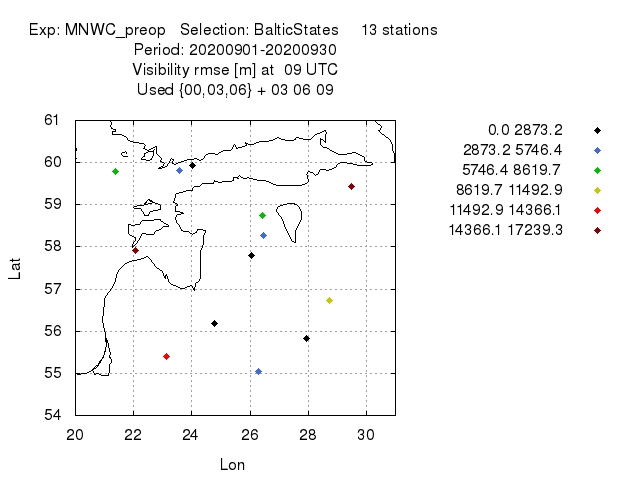 Exp: MNWC_preop Selection: BalticStates 13 stations
Period: 20200901-20200930
Visibility rmse [m] at 09 UTC
Used {00,03,06} + 03 06 09
61
60
59
58
57
56
55
54
Lat
20 22 24 26 28 30
Lon
0.0 2873.2
2873.2 5746.4
5746.4 8619.7
8619.7 11492.9
11492.9 14366.1
14366.1 17239.3